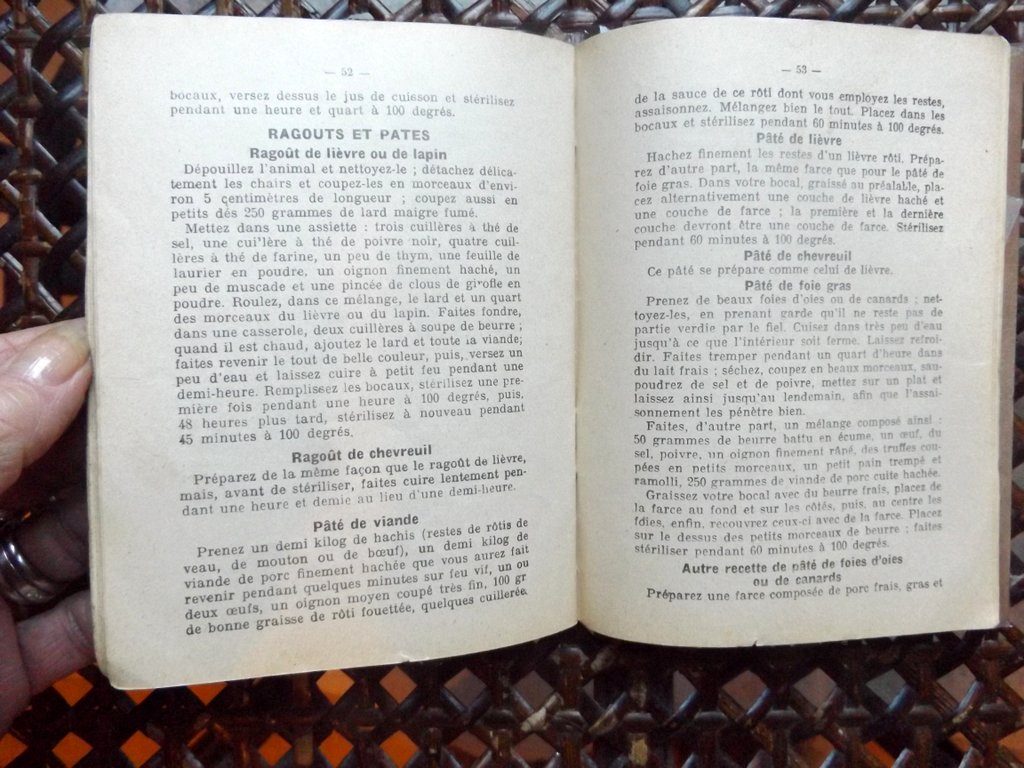 — 52 —
bocaux, versez dessus le jus de cuisson et stérilisez
pendant une heure et quart à 100 degrés.
RAGOUTS ET PATES
Ragoût de lièvre ou de lapin
Dépouillez l'animal et nettoyez-le ; détachez délica-
tement les chairs et coupez-les en morceaux d'envi-
ron 5 çentimètres de longueur ; coupez aussi en
petits dés 250 grammes de lard maigre fumé.
Mettez dans une assiette : trois cuillères à thé de
sel, une cui'lère à thé de poivre noir, quatre cuil-
lères à thé de farine, un peu de thym, une feuille de
laurier en poudre, un oignon finement haché, un
peu de muscade et une pincée de clous de girofle en
poudre. Roulez, dans ce mélange, le lard et un quart
des morceaux du lièvre ou du lapin. Faites fondre,
dans une casserole, deux cuillères à soupe de beurre ;
quand il est chaud, ajoutez le lard et toute la viande;
faites revenir le tout de belle couleur, puis, versez un
peu d'eau et laissez cuire à petit feu pendant une
demi-heure. Remplissez les bocaux, stérilisez une pre-
mière fois pendant une heure à 100 degrés, puis,
48 heures plus tard, stérilisez à nouveau pendant
45 minutes à 100 degrés.
Ragoût de chevreuil
Préparez de la même façon que le ragoût de lièvre,
mais, avant de stériliser, faites cuire lentement pen-
dant une heure et demie au lieu d'une demi-heure.
Pâté de viande
Prenez un demi kilog de hachis (restes de rôtis de
veau, de mouton ou de bœuf), un demi kilog de
viande de porc finement hachée que vous aurez fait
revenir pendant quelques minutes sur feu vif, un ou
deux œufs, un oignon moyen coupé très fin, 100 gr
de bonne graisse de rôti fouettée, quelques cuillerée.
— 53 —
de la sauce de ce rôti dont vous employez les restes,
assaisonnez. Mélangez bien le tout. Placez dans les
bocaux et stérilisez pendant 60 minutes à 100 degrés.
Pâté de lièvre
Hachez finement les restes d'un lièvre rôti. Prépa-
rez d'autre part, la même farce que pour le pâté de
foie gras. Dans votre bocal, graissé au préalable, pla-
cez alternativement une couche de lièvre haché et
une couche de farce ; la première et la dernière
couche devront être une couche de farce. Stérilisez
pendant 60 minutes à 100 degrés.
Pâté de chevreuil
Ce pâté se prépare comme celui de lièvre.
Pâté de foie gras
Prenez de beaux foies d'oies ou de canards ; net-
toyez-les, en prenant garde qu'il ne reste pas de
partie verdie par le fiel. Cuisez dans très peu d'eau
jusqu'à ce que l'intérieur soit ferme. Laissez refroi-
dir. Faites tremper pendant un quart d'heure dans
du lait frais ; séchez, coupez en beaux morceaux, sau-
poudrez de sel et de poivre, mettez sur un plat et
laissez ainsi jusqu'au lendemain, afin que l'assai-
sonnement les pénètre bien.
Faites, d'autre part, un mélange composé ainsi :
50 grammes de beurre battu en écume, un œuf, du
sel, poivre, un oignon finement râpé, des truffes cou-
pées en petits morceaux, un petit pain trempé et
ramolli, 250 grammes de viande de porc cuite hachée.
Graissez votre bocal avec du beurre frais, placez de
la farce au fond et sur les côtés, puis, au centre les
foies, enfin, recouvrez ceux-ci avec de la farce. Placez
sur le dessus des petits morceaux de beurre ; faites
stériliser pendant 60 minutes à 100 degrés.
Autre recette de pâté de foies d'oies
ou de canards
Préparez une farce composée de porc frais, gras et